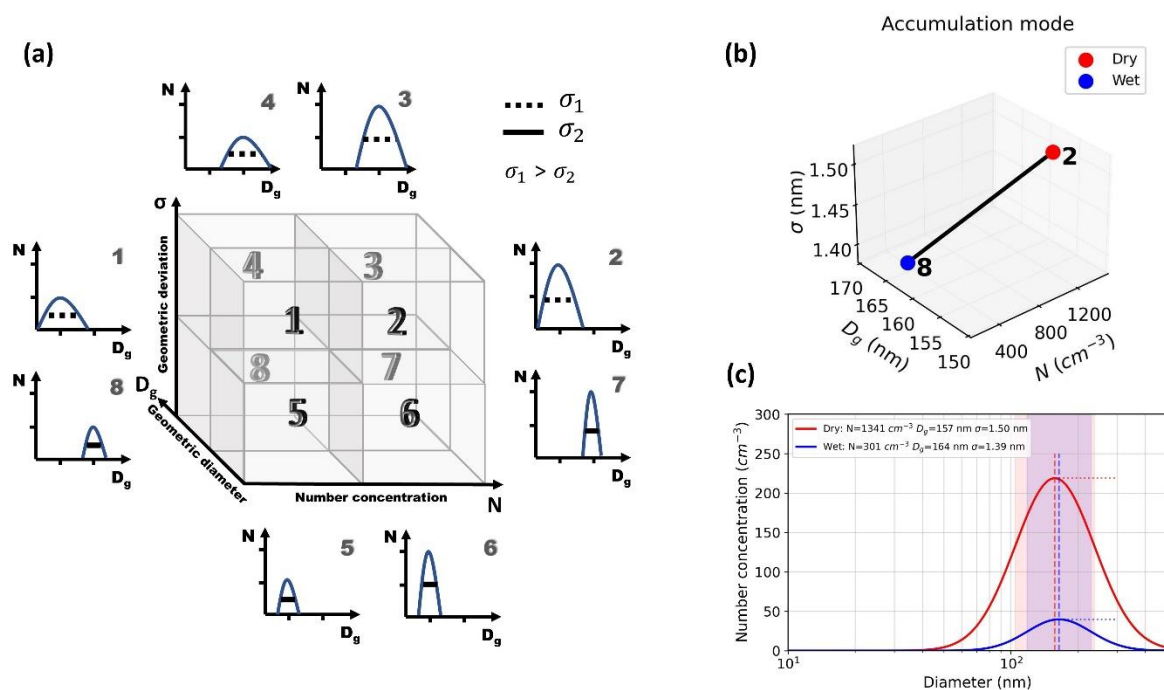 (a)
4
N
D_g
3
N
D_g
σ₁
σ₂
σ₁ > σ₂
1
N
D_g
2
N
D_g
8
N
D_g
7
N
D_g
σ
Geometric deviation
D_g
Geometric diameter
Number concentration
N
4
3
1
2
8
7
5
6
5
N
D_g
6
N
D_g
(b)
Accumulation mode
Dry
Wet
2
8
σ (nm)
1.50
1.45
1.40
170
165
160
155
150
D_g (nm)
400
800
1200
N (cm⁻³)
(c)
Number concentration (cm⁻³)
300
250
200
150
100
50
0
Dry: N=1341 cm⁻³ D_g=157 nm σ=1.50 nm
Wet: N=301 cm⁻³ D_g=164 nm σ=1.39 nm
10¹
10²
Diameter (nm)